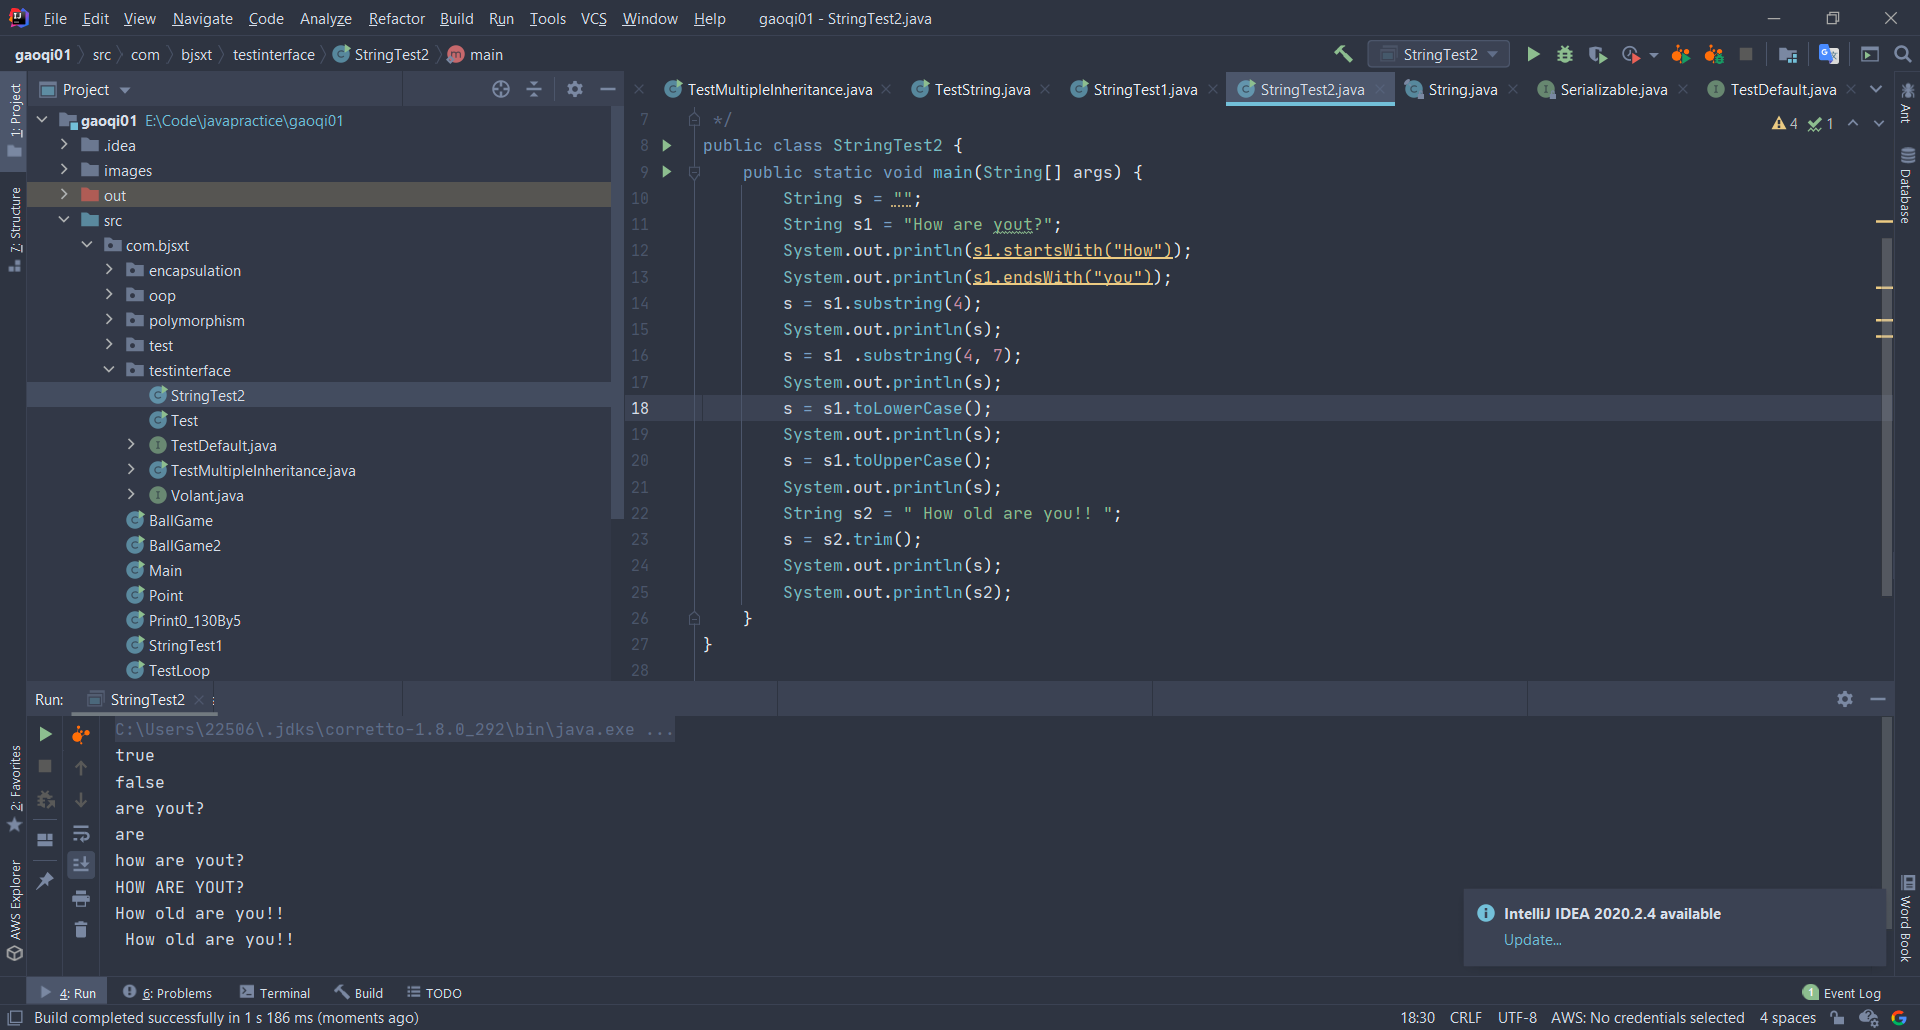 File Edit View Navigate Code Analyze Refactor Build Run Tools VCS Window Help gaoqi01 - StringTest2.java
gaoqi01 src com bjsxt testinterface StringTest2 main StringTest2
1: Project
7: Structure
2: Favorites
AWS Explorer
Project
gaoqi01 E:\Code\javapractice\gaoqi01
.idea
images
out
src
com.bjsxt
encapsulation
oop
polymorphism
test
testinterface
StringTest2
Test
TestDefault.java
TestMultipleInheritance.java
Volant.java
BallGame
BallGame2
Main
Point
Print0_130By5
StringTest1
TestLoop
TestMultipleInheritance.java TestString.java StringTest1.java StringTest2.java String.java Serializable.java TestDefault.java
4 1
7 */
8 public class StringTest2 {
9 public static void main(String[] args) {
10 String s = "";
11 String s1 = "How are yout?";
12 System.out.println(s1.startsWith("How"));
13 System.out.println(s1.endsWith("you"));
14 s = s1.substring(4);
15 System.out.println(s);
16 s = s1 .substring(4, 7);
17 System.out.println(s);
18 s = s1.toLowerCase();
19 System.out.println(s);
20 s = s1.toUpperCase();
21 System.out.println(s);
22 String s2 = " How old are you!! ";
23 s = s2.trim();
24 System.out.println(s);
25 System.out.println(s2);
26 }
27 }
28
Ant
Database
Word Book
Run: StringTest2
C:\Users\22506\.jdks\corretto-1.8.0_292\bin\java.exe ...
true
false
are yout?
are
how are yout?
HOW ARE YOUT?
How old are you!!
 How old are you!!
IntelliJ IDEA 2020.2.4 available
Update...
4: Run 6: Problems Terminal Build TODO 1 Event Log
Build completed successfully in 1 s 186 ms (moments ago) 18:30 CRLF UTF-8 AWS: No credentials selected 4 spaces